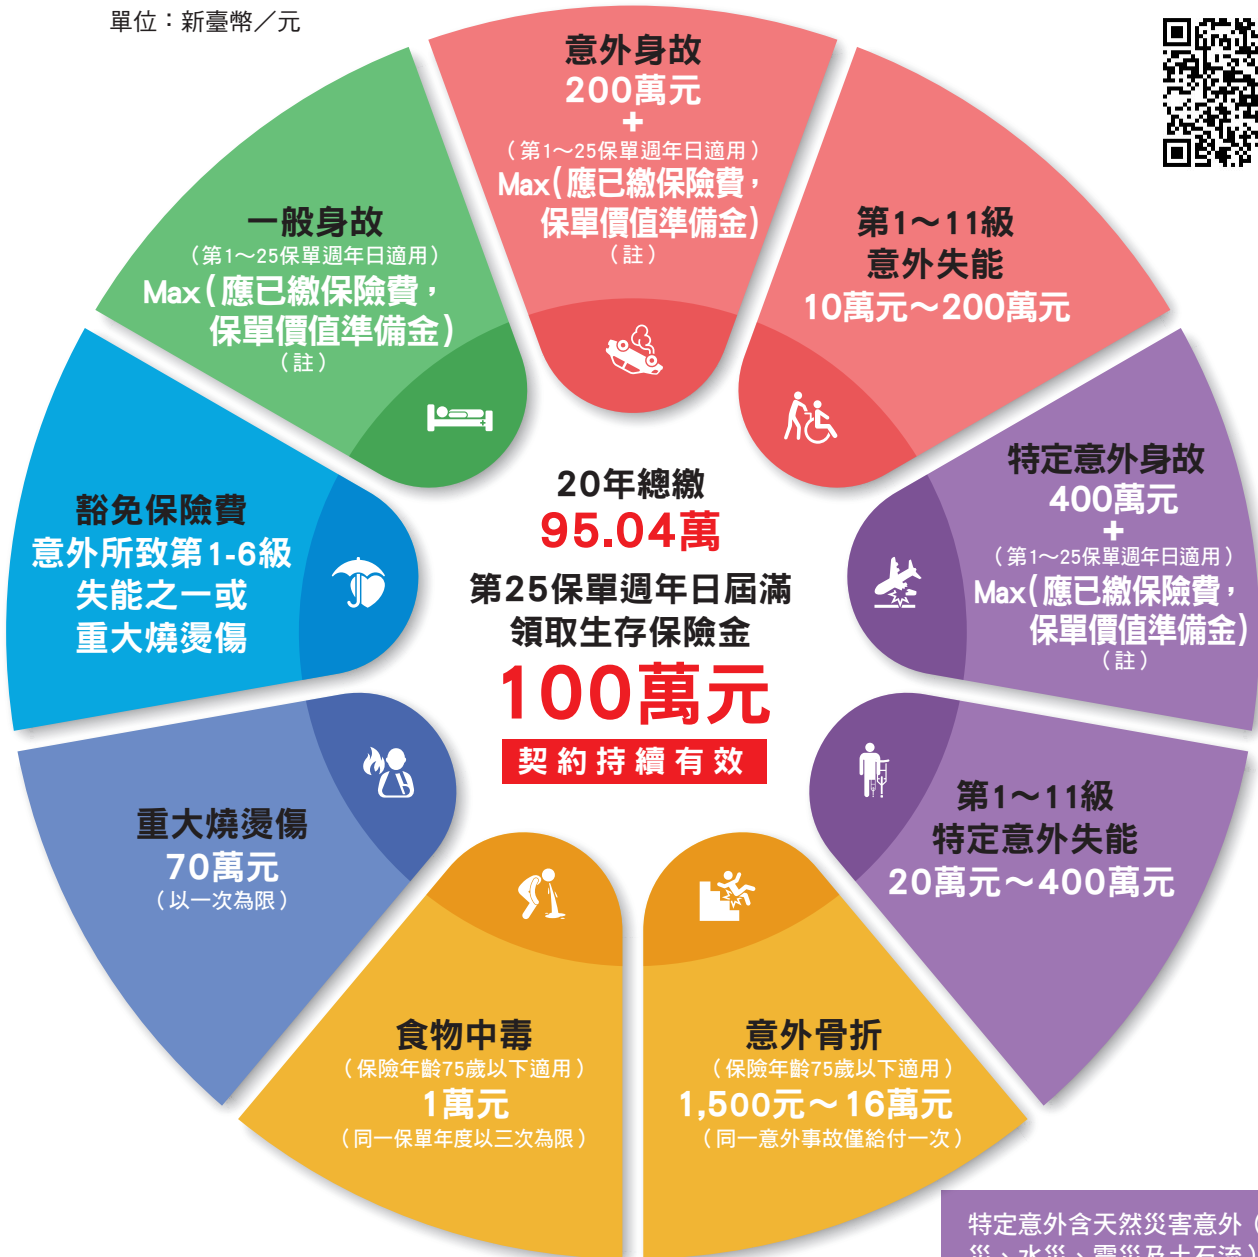 單位：新臺幣／元
意外身故
200萬元
+
（第1～25保單週年日適用）
Max(應已繳保險費，
保單價值準備金)
（註）
第1～11級
意外失能
10萬元～200萬元
特定意外身故
400萬元
+
（第1～25保單週年日適用）
Max(應已繳保險費，
保單價值準備金)
（註）
第1～11級
特定意外失能
20萬元～400萬元
意外骨折
（保險年齡75歲以下適用）
1,500元～16萬元
（同一意外事故僅給付一次）
食物中毒
（保險年齡75歲以下適用）
1萬元
（同一保單年度以三次為限）
重大燒燙傷
70萬元
（以一次為限）
豁免保險費
意外所致第1-6級
失能之一或
重大燒燙傷
一般身故
（第1～25保單週年日適用）
Max(應已繳保險費，
保單價值準備金)
（註）
20年總繳
95.04萬
第25保單週年日屆滿
領取生存保險金
100萬元
契約持續有效
特定意外含天然災害意外（
災、水災、震災及土石流）